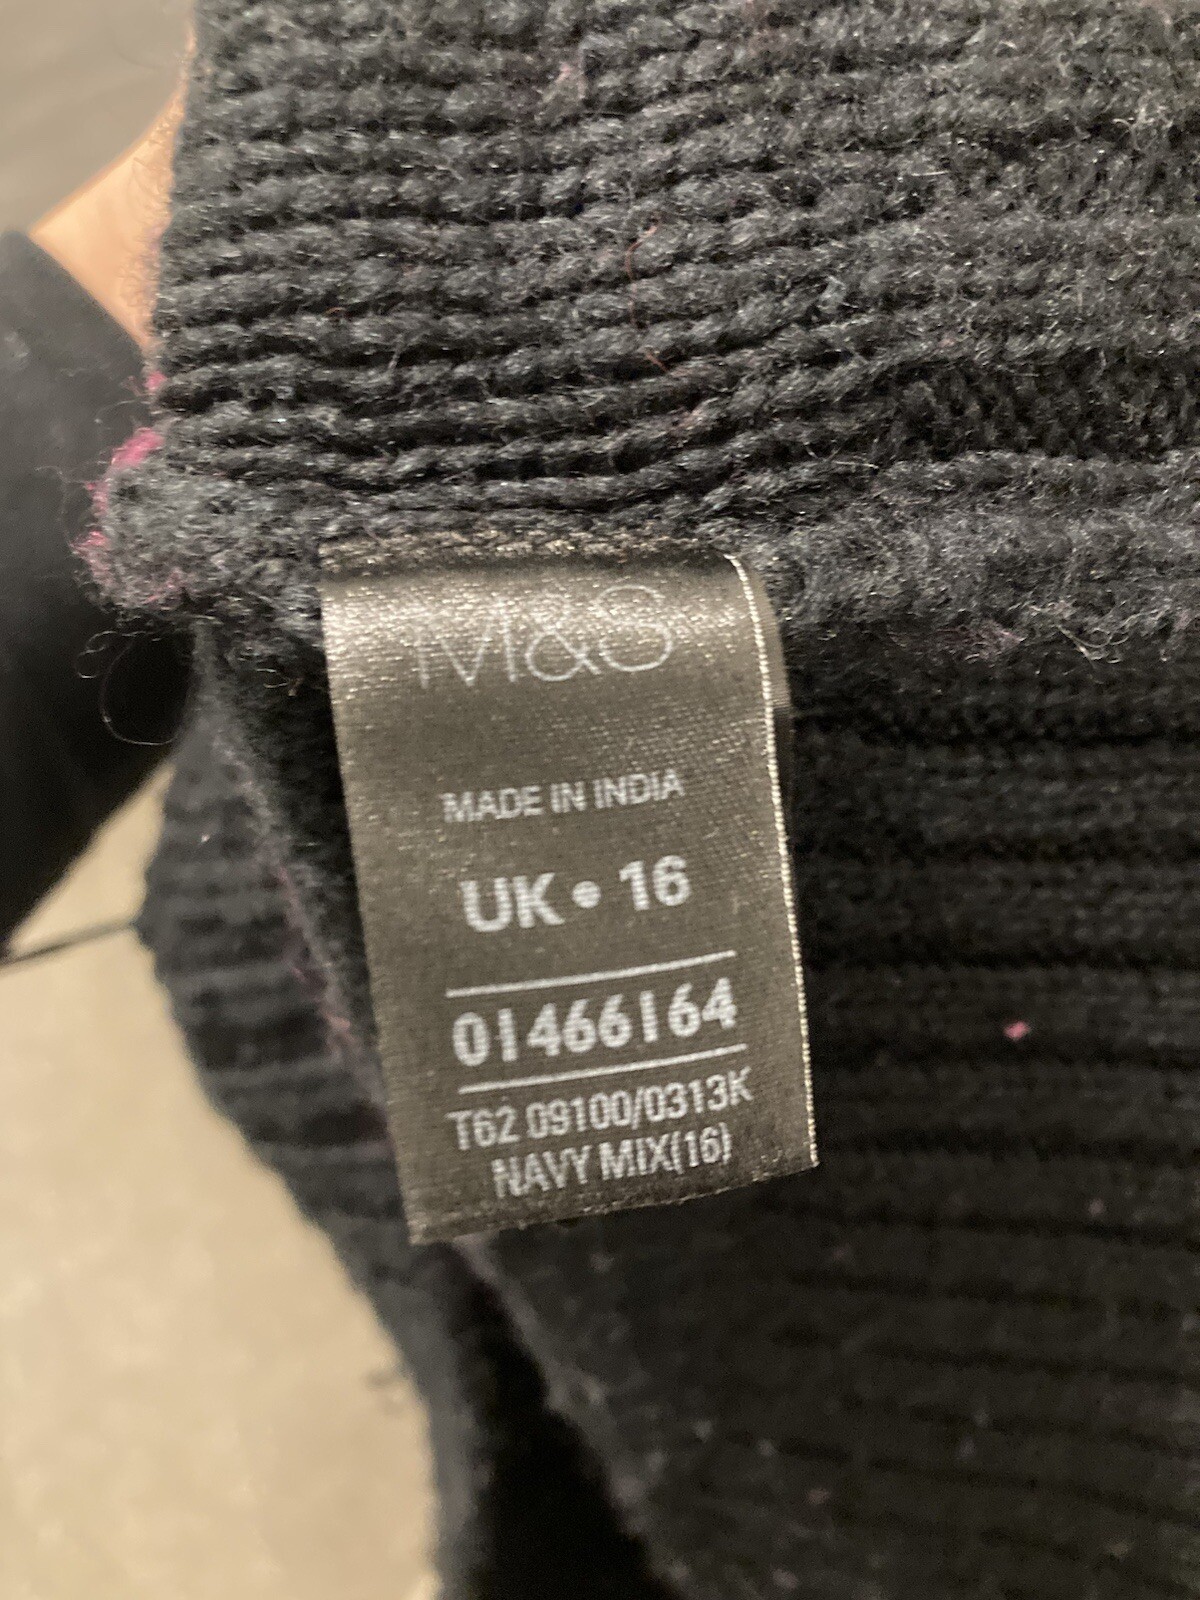 M&S
MADE IN INDIA
UK • 16
01466164
T62 09100/0313K
NAVY MIX(16)